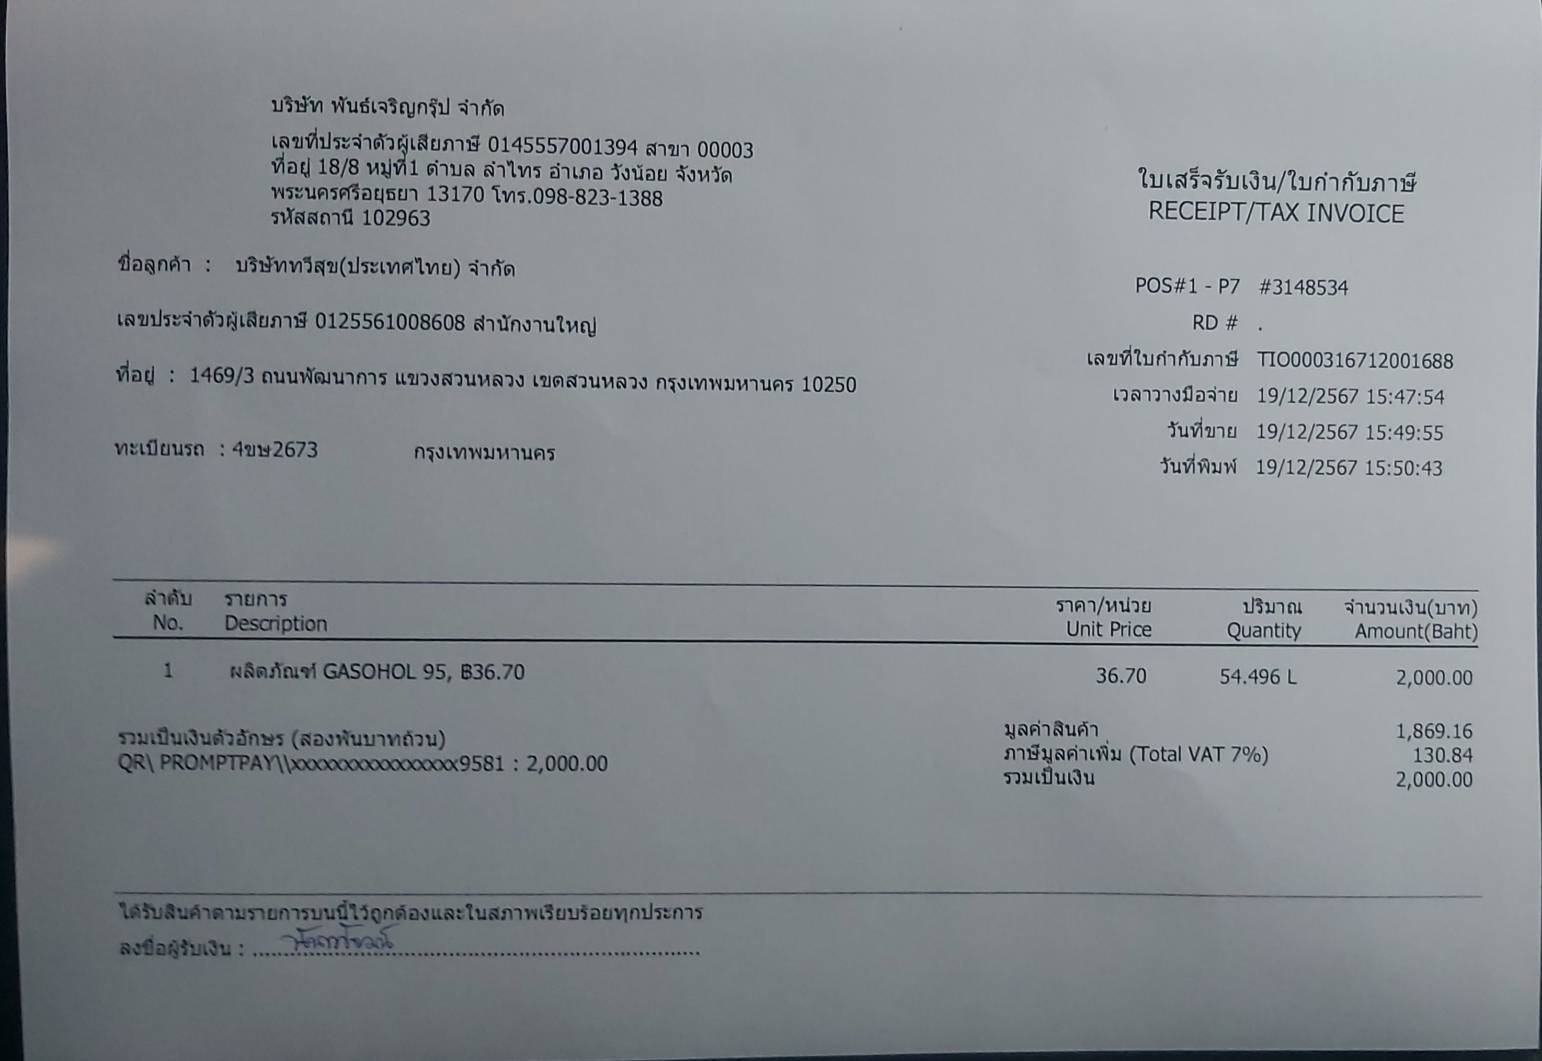 บริษัท พันธ์เจริญกรุ๊ป จำกัด
เลขที่ประจำตัวผู้เสียภาษี 0145557001394 สาขา 00003
ที่อยู่ 18/8 หมู่ที่1 ตำบล ลำไทร อำเภอ วังน้อย จังหวัด
พระนครศรีอยุธยา 13170 โทร.098-823-1388
รหัสสถานี 102963
ใบเสร็จรับเงิน/ใบกำกับภาษี
RECEIPT/TAX INVOICE
ชื่อลูกค้า : บริษัททวีสุข(ประเทศไทย) จำกัด
เลขประจำตัวผู้เสียภาษี 0125561008608 สำนักงานใหญ่
ที่อยู่ : 1469/3 ถนนพัฒนาการ แขวงสวนหลวง เขตสวนหลวง กรุงเทพมหานคร 10250
ทะเบียนรถ : 4ขษ2673 กรุงเทพมหานคร
POS#1 - P7 #3148534
RD # .
เลขที่ใบกำกับภาษี TIO000316712001688
เวลาวางมือจ่าย 19/12/2567 15:47:54
วันที่ขาย 19/12/2567 15:49:55
วันที่พิมพ์ 19/12/2567 15:50:43
ลำดับ รายการ ราคา/หน่วย ปริมาณ จำนวนเงิน(บาท)
No. Description Unit Price Quantity Amount(Baht)
1 ผลิตภัณฑ์ GASOHOL 95, ฿36.70 36.70 54.496 L 2,000.00
รวมเป็นเงินตัวอักษร (สองพันบาทถ้วน)
QR\ PROMPTPAY\\xxxxxxxxxxxxxxxx9581 : 2,000.00
มูลค่าสินค้า 1,869.16
ภาษีมูลค่าเพิ่ม (Total VAT 7%) 130.84
รวมเป็นเงิน 2,000.00
ได้รับสินค้าตามรายการบนนี้ไว้ถูกต้องและในสภาพเรียบร้อยทุกประการ
ลงชื่อผู้รับเงิน :